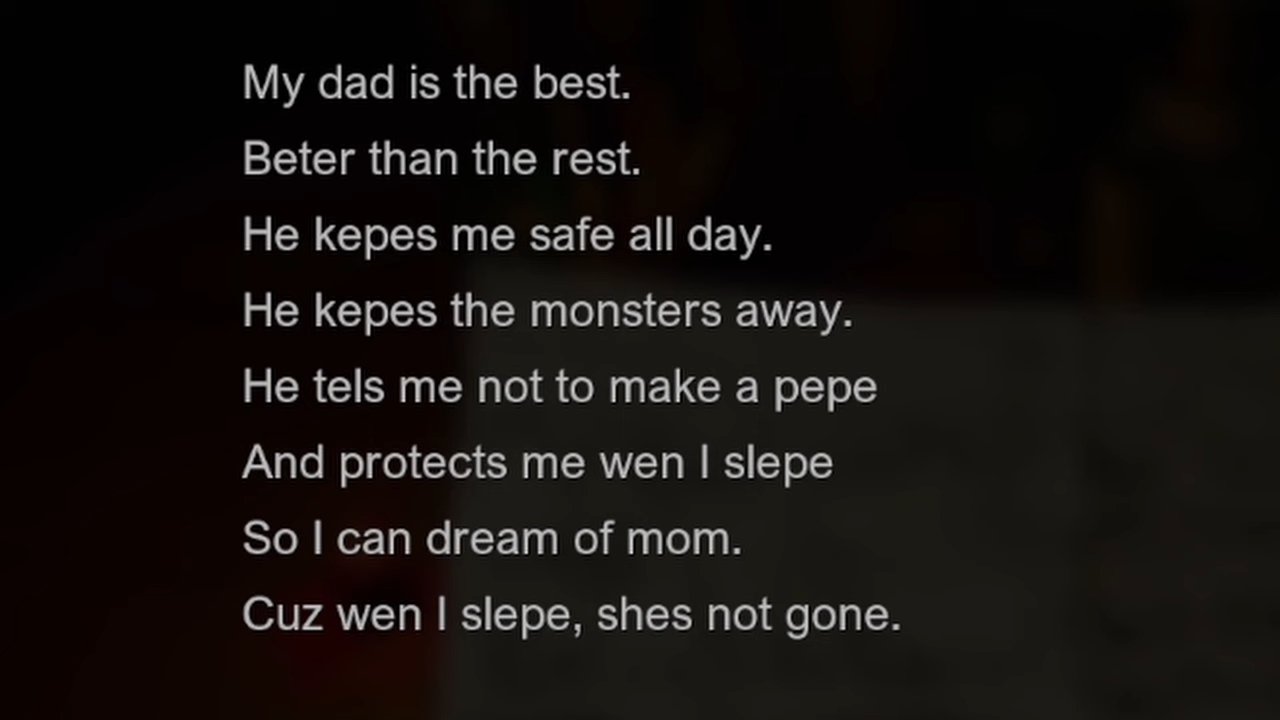 My dad is the best.
Beter than the rest.
He kepes me safe all day.
He kepes the monsters away.
He tels me not to make a pepe
And protects me wen I slepe
So I can dream of mom.
Cuz wen I slepe, shes not gone.